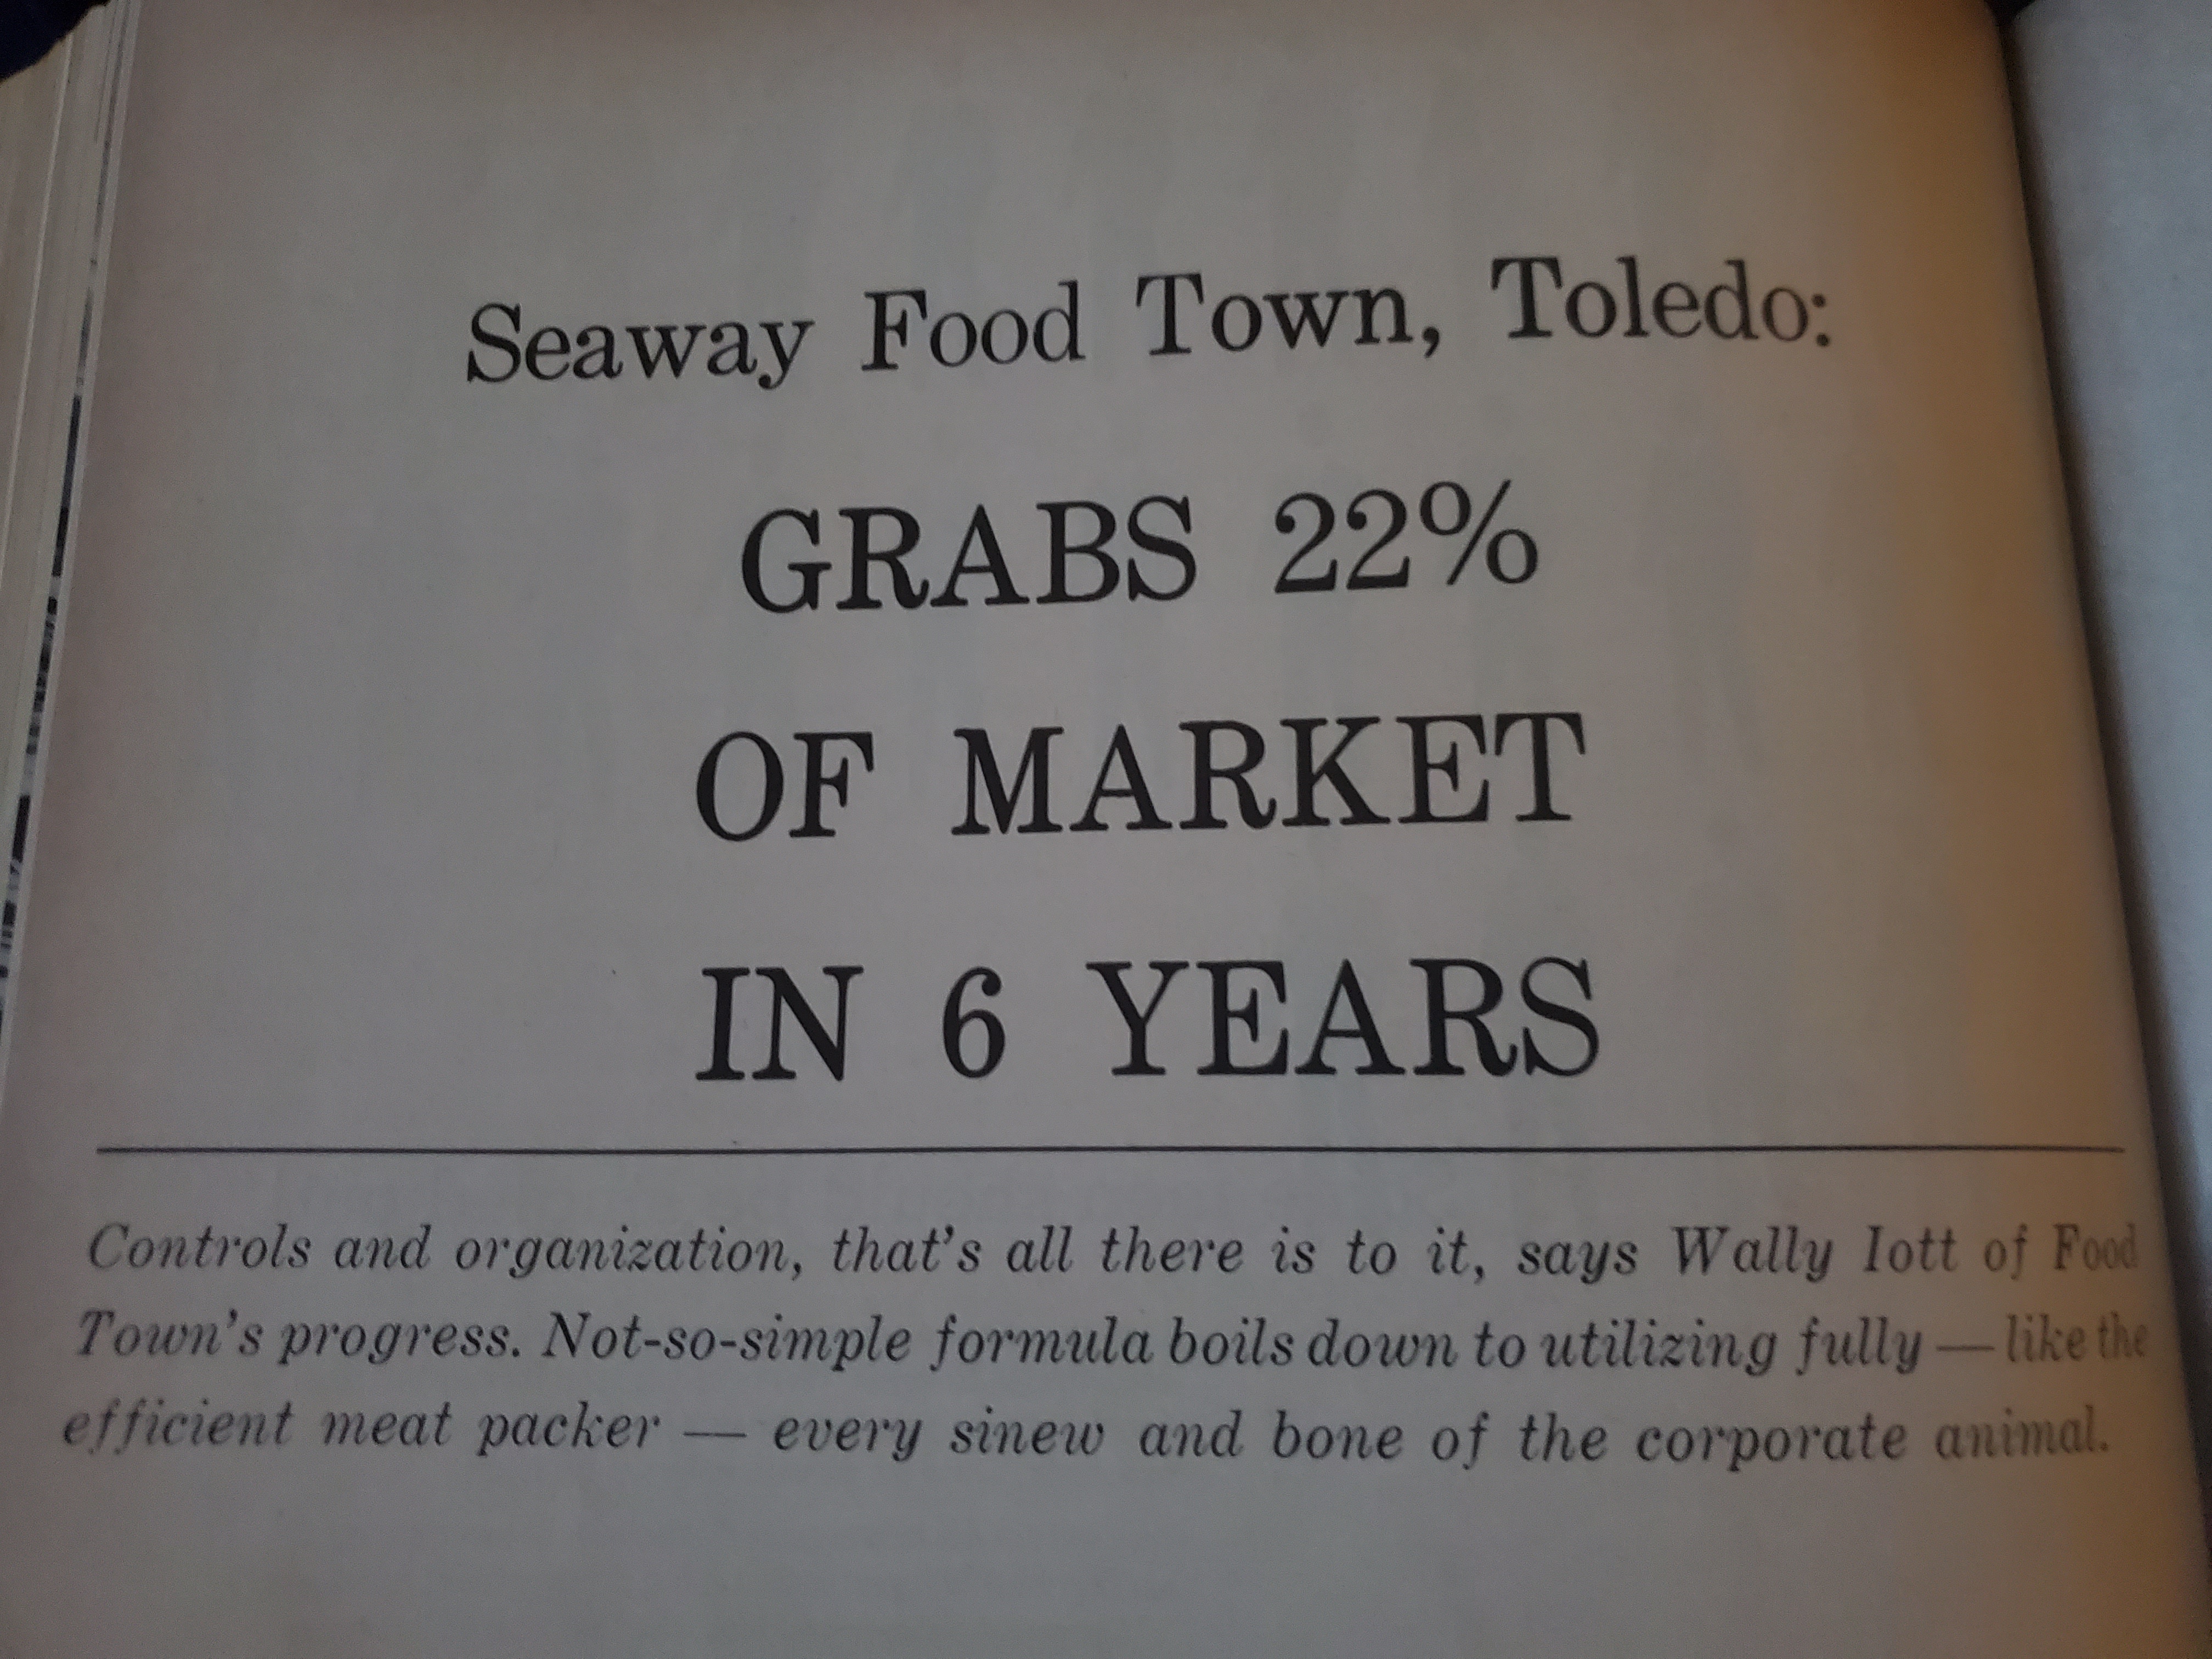 Seaway Food Town, Toledo:
GRABS 22%
OF MARKET
IN 6 YEARS
Controls and organization, that's all there is to it, says Wally Iott of Food
Town's progress. Not-so-simple formula boils down to utilizing fully — like the
efficient meat packer — every sinew and bone of the corporate animal.